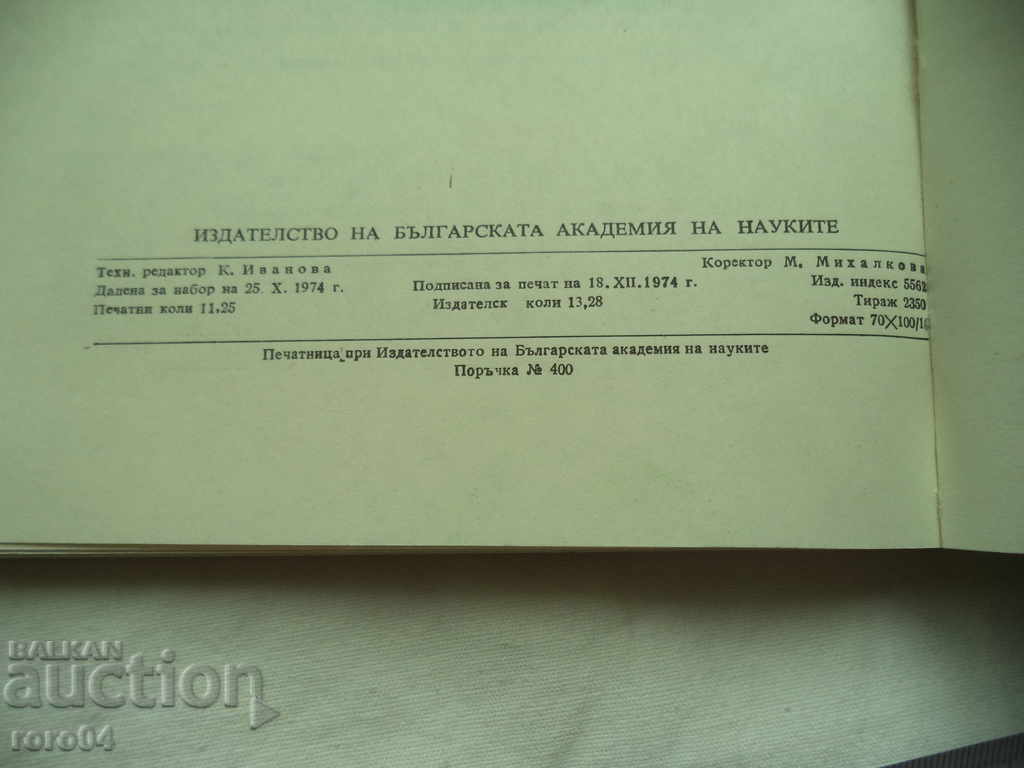 ИЗДАТЕЛСТВО НА БЪЛГАРСКАТА АКАДЕМИЯ НА НАУКИТЕ
Техн. редактор К. Иванова Коректор М. Михалкова
Дадена за набор на 25. X. 1974 г. Подписана за печат на 18. XII. 1974 г. Изд. индекс 5562
Печатни коли 11,25 Издателск коли 13,28 Тираж 2350
Формат 70×100/16
Печатница при Издателството на Българската академия на науките
Поръчка № 400
BALKAN
auction
roro04